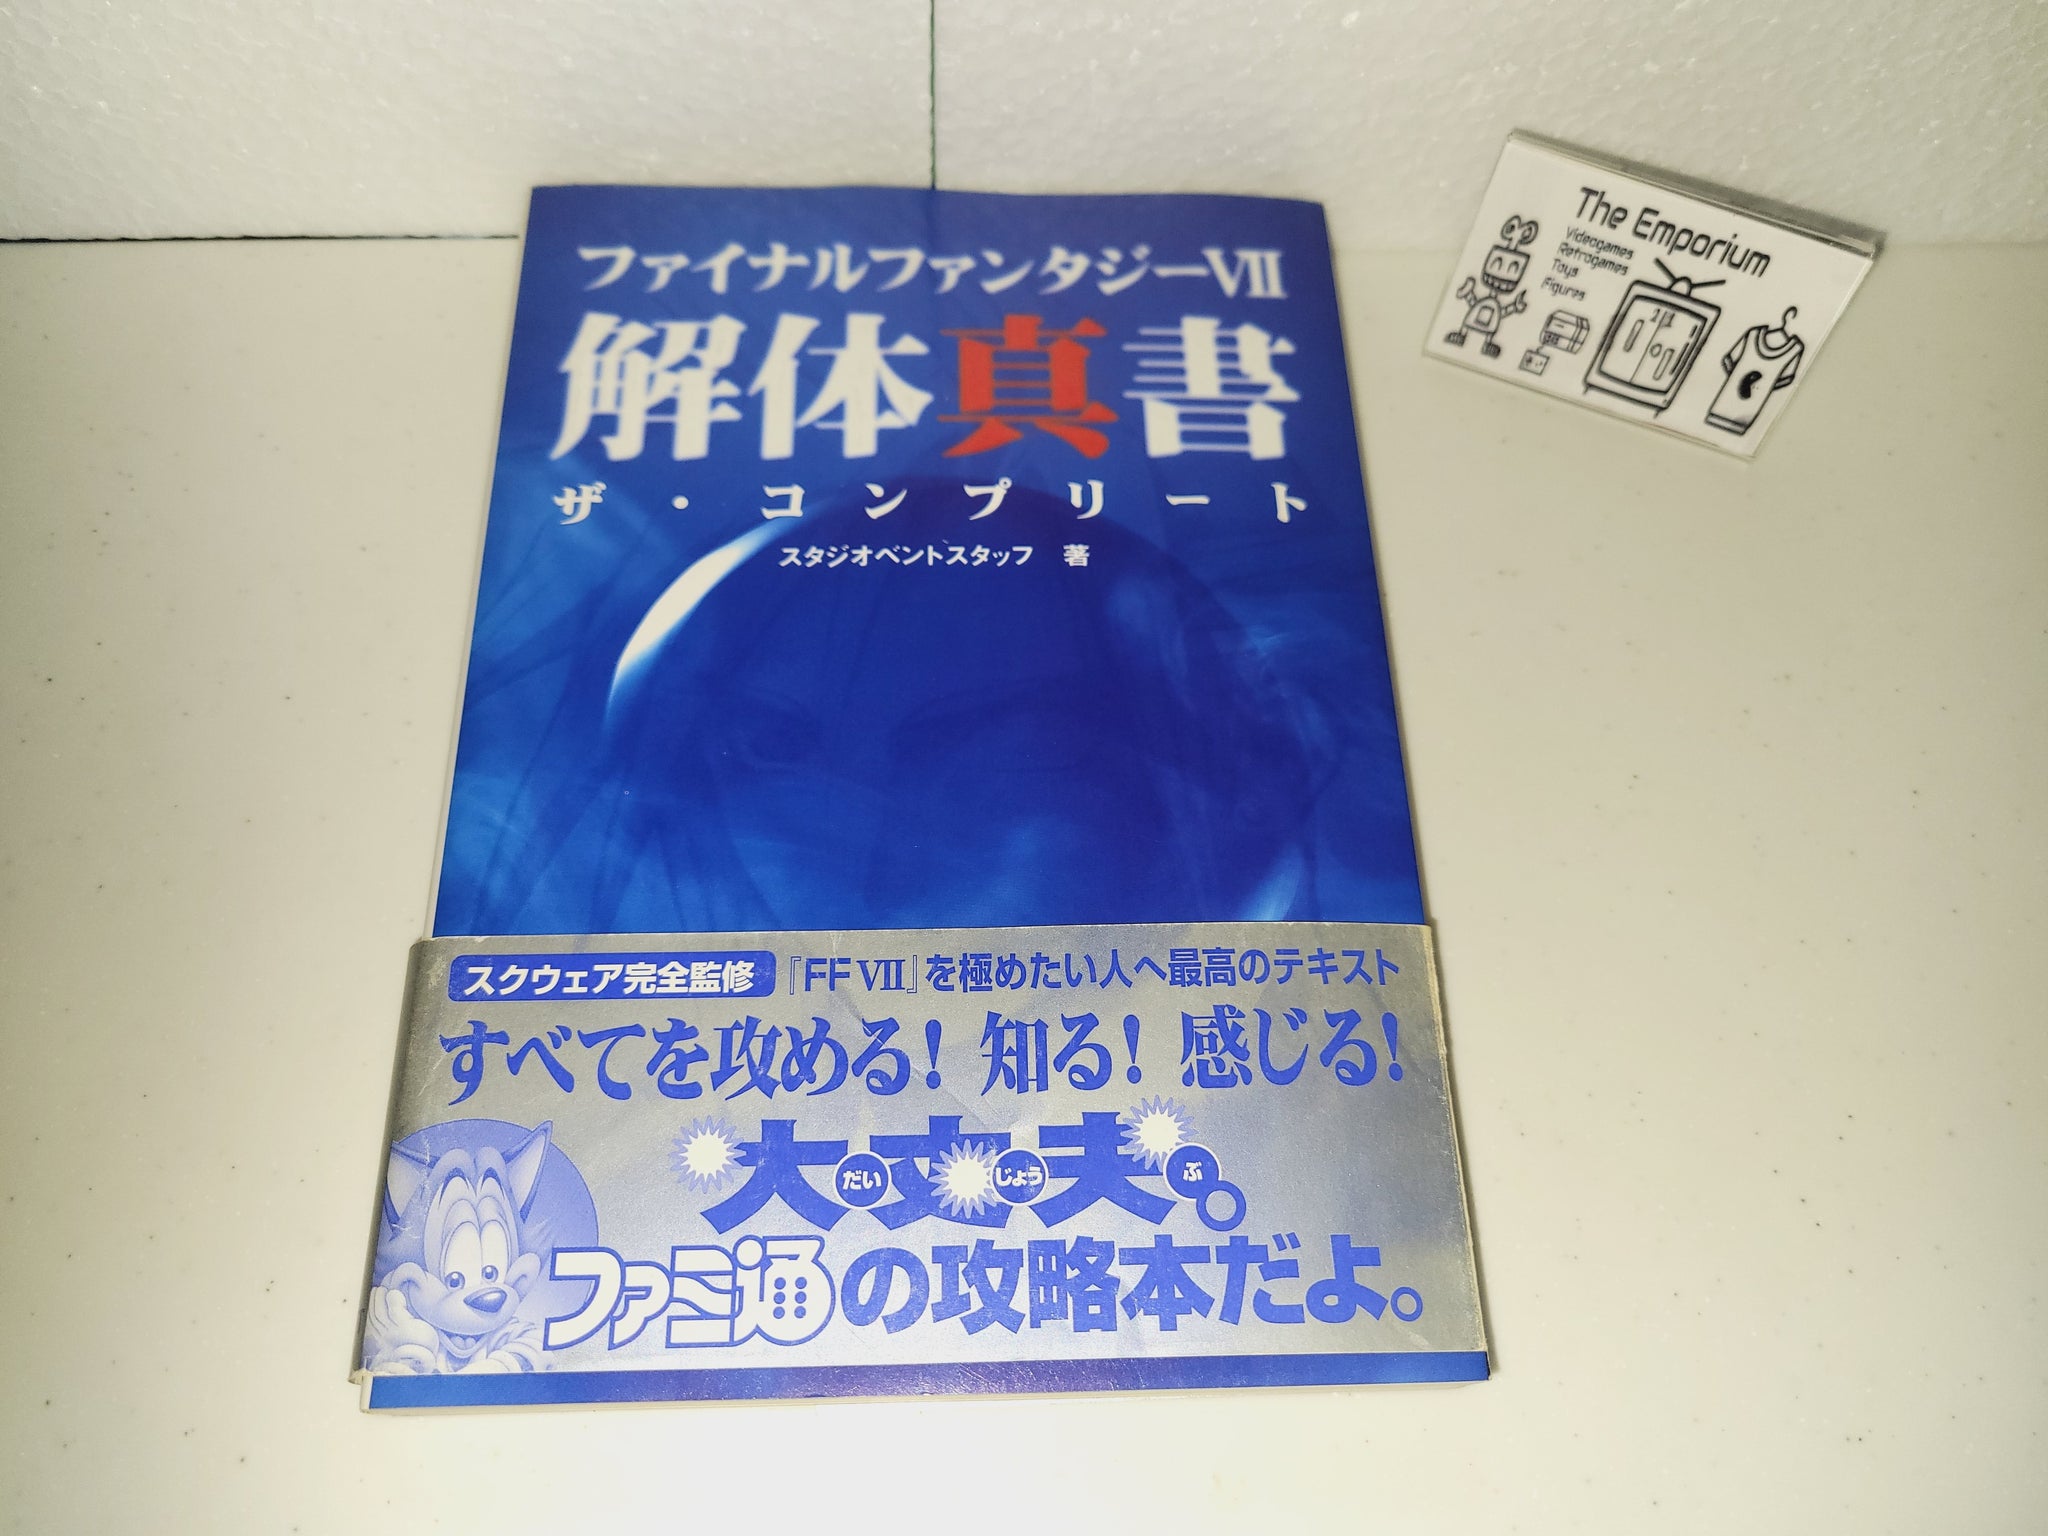 ファイナルファンタジーVII
解体真書
ザ・コンプリート
スタジオベントスタッフ 著
スクウェア完全監修 『FFVII』を極めたい人へ最高のテキスト
すべてを攻める! 知る! 感じる!
大丈夫。
だい じょう ぶ
ファミ通の攻略本だよ。
The Emporium
Videogames
Retrogames
Toys
Figures